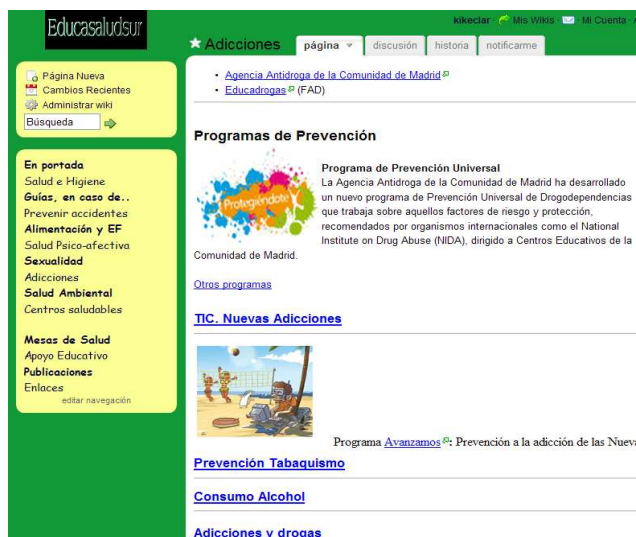 Educasaludsur
kikeclar · Mis Wikis · Mi Cuenta ·
Adicciones página discusión historia notificarme
Página Nueva
Cambios Recientes
Administrar wiki
Búsqueda
En portada
Salud e Higiene
Guías, en caso de..
Prevenir accidentes
Alimentación y EF
Salud Psico-afectiva
Sexualidad
Adicciones
Salud Ambiental
Centros saludables
Mesas de Salud
Apoyo Educativo
Publicaciones
Enlaces
editar navegación
• Agencia Antidroga de la Comunidad de Madrid
• Educadrogas (FAD)
Programas de Prevención
Protegiéndote
Programa de Prevención Universal
La Agencia Antidroga de la Comunidad de Madrid ha desarrollado
un nuevo programa de Prevención Universal de Drogodependencias
que trabaja sobre aquellos factores de riesgo y protección,
recomendados por organismos internacionales como el National
Institute on Drug Abuse (NIDA), dirigido a Centros Educativos de la
Comunidad de Madrid.
Otros programas
TIC. Nuevas Adicciones
Programa Avanzamos: Prevención a la adicción de las Nueva
Prevención Tabaquismo
Consumo Alcohol
Adicciones y drogas